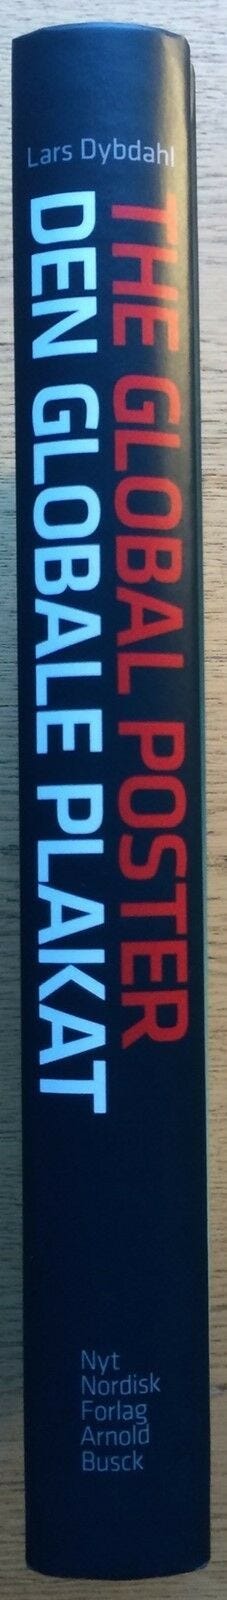 Lars Dybdahl
THE GLOBAL POSTER
DEN GLOBALE PLAKAT
Nyt
Nordisk
Forlag
Arnold
Busck